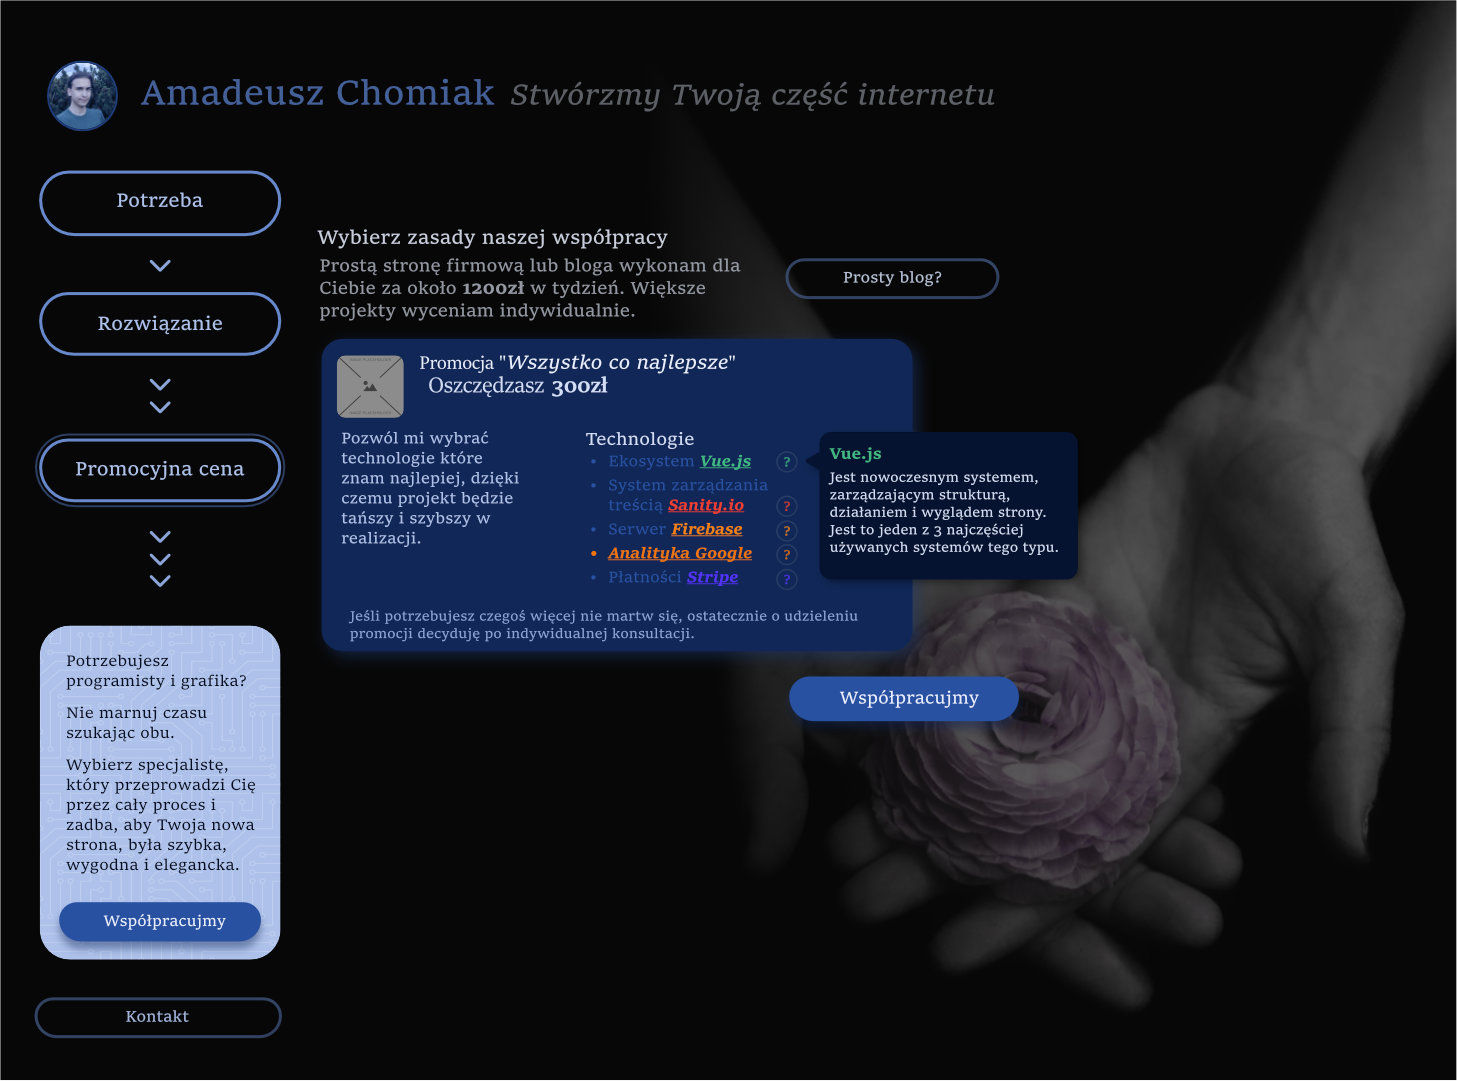 Amadeusz Chomiak Stwórzmy Twoją część internetu
Potrzeba
Rozwiązanie
Promocyjna cena
Potrzebujesz
programisty i grafika?
Nie marnuj czasu
szukając obu.
Wybierz specjalistę,
który przeprowadzi Cię
przez cały proces i
zadba, aby Twoja nowa
strona, była szybka,
wygodna i elegancka.
Współpracujmy
Kontakt
Wybierz zasady naszej współpracy
Prostą stronę firmową lub bloga wykonam dla
Ciebie za około 1200zł w tydzień. Większe
projekty wyceniam indywidualnie.
Prosty blog?
IMAGE PLACEHOLDER
IMAGE PLACEHOLDER
Promocja "Wszystko co najlepsze"
Oszczędzasz 300zł
Pozwól mi wybrać
technologie które
znam najlepiej, dzięki
czemu projekt będzie
tańszy i szybszy w
realizacji.
Technologie
• Ekosystem Vue.js ?
• System zarządzania
treścią Sanity.io ?
• Serwer Firebase ?
• Analityka Google ?
• Płatności Stripe ?
Vue.js
Jest nowoczesnym systemem,
zarządzającym strukturą,
działaniem i wyglądem strony.
Jest to jeden z 3 najczęściej
używanych systemów tego typu.
Jeśli potrzebujesz czegoś więcej nie martw się, ostatecznie o udzieleniu
promocji decyduję po indywidualnej konsultacji.
Współpracujmy